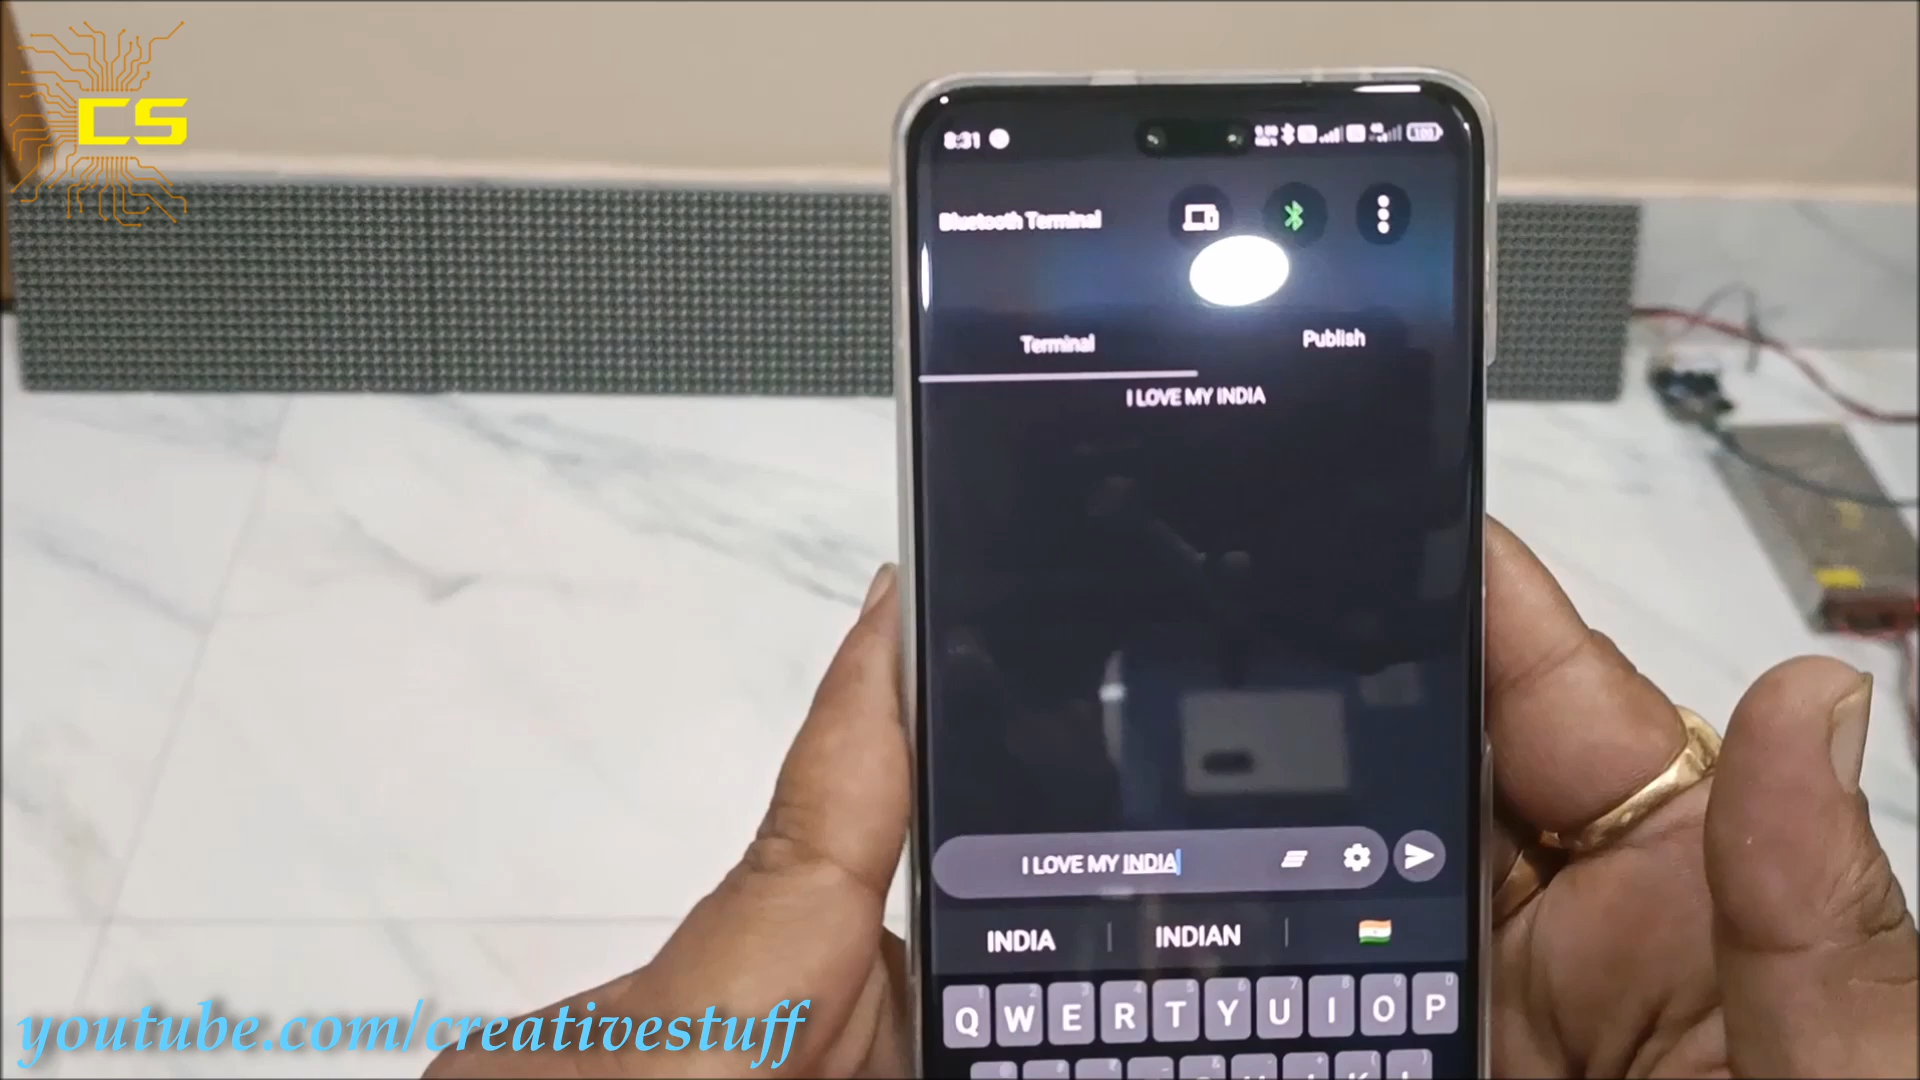 CS
8:31
Bluetooth Terminal
Terminal
Publish
I LOVE MY INDIA
I LOVE MY INDIA
INDIA
INDIAN
Q W E R T Y U I O P
youtube.com/creativestuff